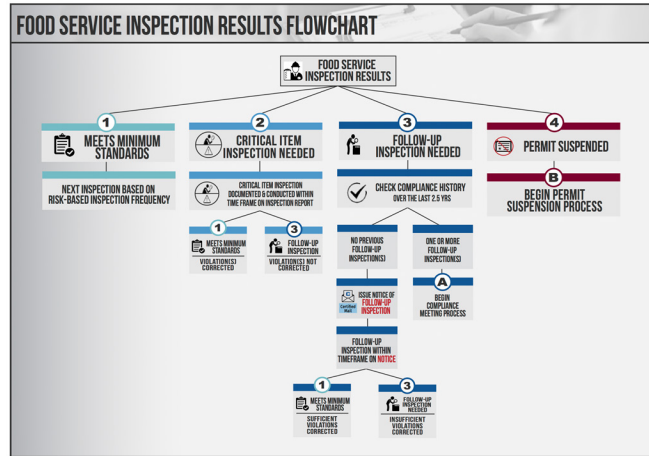 FOOD SERVICE INSPECTION RESULTS FLOWCHART
FOOD SERVICE
INSPECTION RESULTS
1
MEETS MINIMUM
STANDARDS
NEXT INSPECTION BASED ON
RISK-BASED INSPECTION FREQUENCY
2
CRITICAL ITEM
INSPECTION NEEDED
CRITICAL ITEM INSPECTION
DOCUMENTED & CONDUCTED WITHIN
TIME FRAME ON INSPECTION REPORT
1
MEETS MINIMUM
STANDARDS
VIOLATION(S)
CORRECTED
3
FOLLOW-UP
INSPECTION
VIOLATION(S) NOT
CORRECTED
3
FOLLOW-UP
INSPECTION NEEDED
CHECK COMPLIANCE HISTORY
OVER THE LAST 2.5 YRS
NO PREVIOUS
FOLLOW-UP
INSPECTION(S)
ISSUE NOTICE OF
FOLLOW-UP
INSPECTION
Certified
Mail
FOLLOW-UP
INSPECTION WITHIN
TIMEFRAME ON NOTICE
1
MEETS MINIMUM
STANDARDS
SUFFICIENT
VIOLATIONS
CORRECTED
3
FOLLOW-UP
INSPECTION
NEEDED
INSUFFICIENT
VIOLATIONS
CORRECTED
ONE OR MORE
FOLLOW-UP
INSPECTION(S)
A
BEGIN
COMPLIANCE
MEETING PROCESS
4
PERMIT SUSPENDED
B
BEGIN PERMIT
SUSPENSION PROCESS